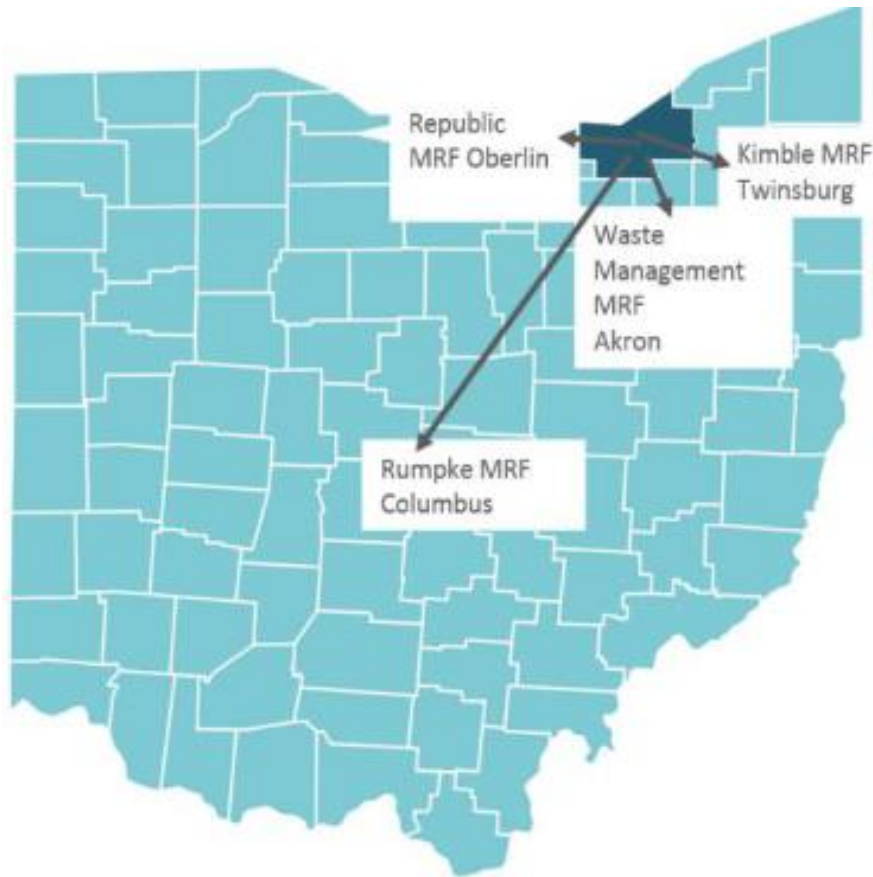 Republic
MRF Oberlin
Kimble MRF
Twinsburg
Waste
Management
MRF
Akron
Rumpke MRF
Columbus